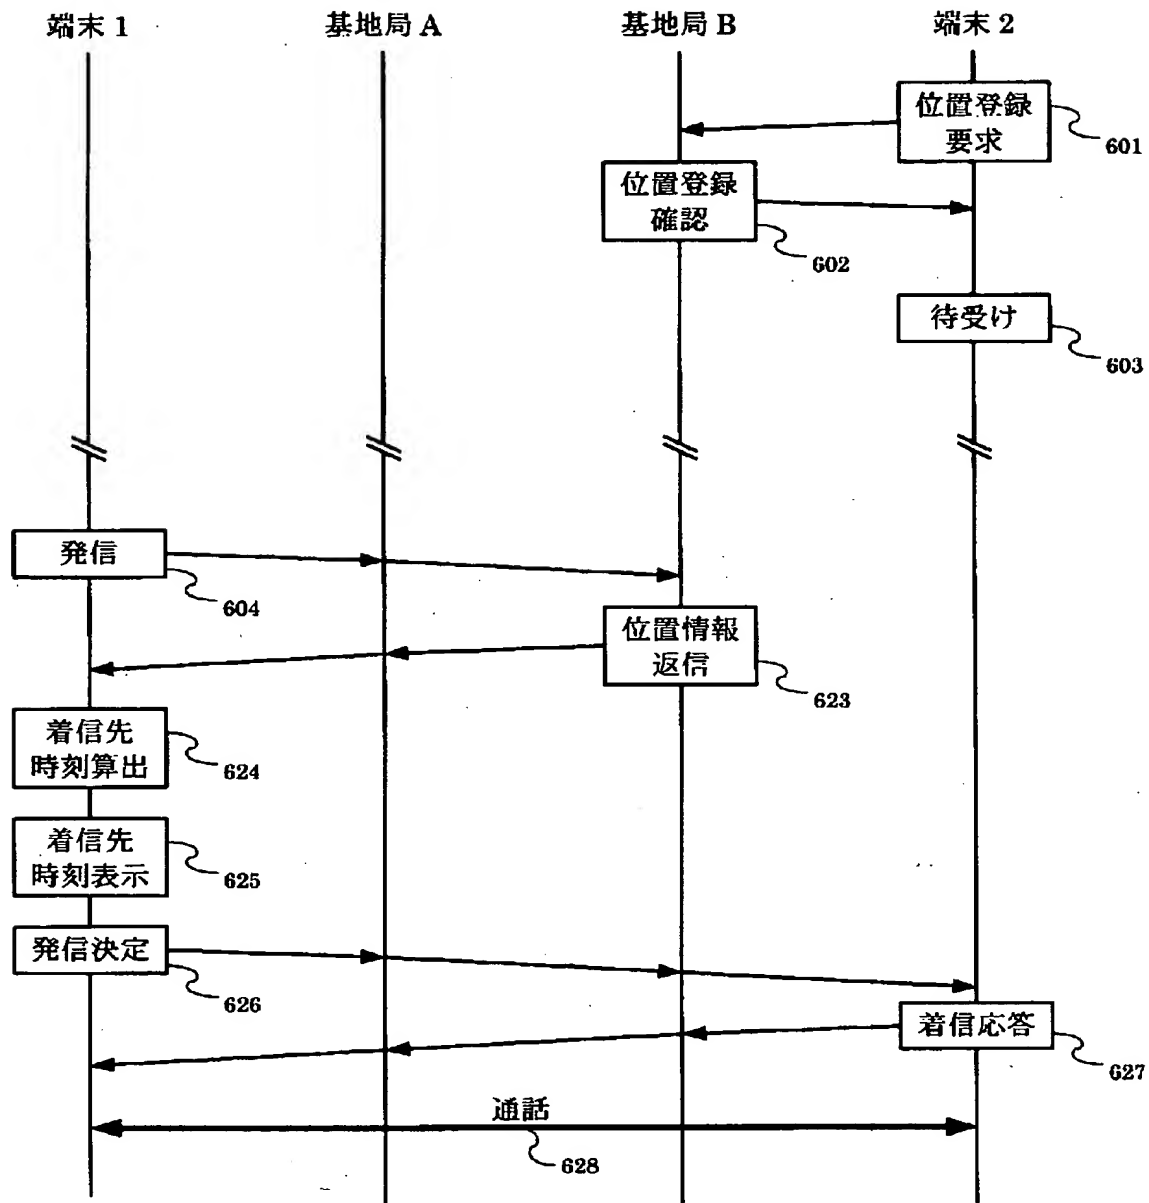 端末 1
基地局 A
基地局 B
端末 2
位置登録
要求
601
位置登録
確認
602
待受け
603
発信
604
位置情報
返信
623
着信先
時刻算出
624
着信先
時刻表示
625
発信決定
626
着信応答
627
通話
628